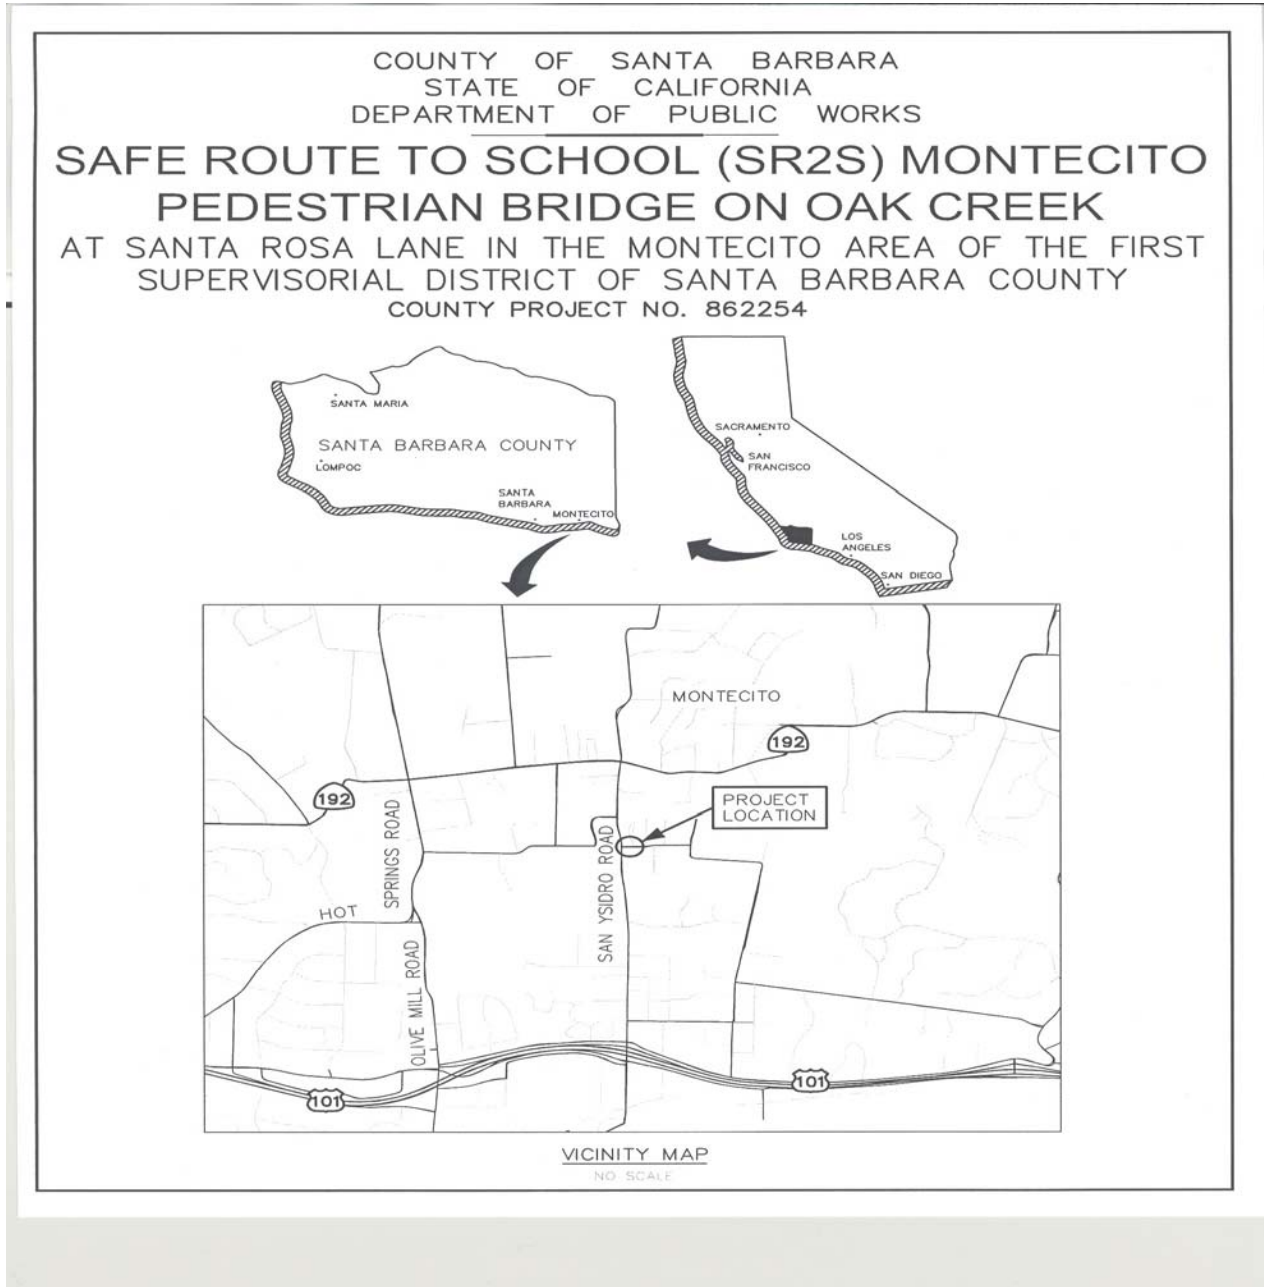 COUNTY OF SANTA BARBARA
STATE OF CALIFORNIA
DEPARTMENT OF PUBLIC WORKS
SAFE ROUTE TO SCHOOL (SR2S) MONTECITO
PEDESTRIAN BRIDGE ON OAK CREEK
AT SANTA ROSA LANE IN THE MONTECITO AREA OF THE FIRST
SUPERVISORIAL DISTRICT OF SANTA BARBARA COUNTY
COUNTY PROJECT NO. 862254
SANTA MARIA
SANTA BARBARA COUNTY
LOMPOC
SANTA
BARBARA
MONTECITO
SACRAMENTO
SAN
FRANCISCO
LOS
ANGELES
SAN DIEGO
MONTECITO
192
192
PROJECT
LOCATION
SPRINGS ROAD
HOT
SAN YSIDRO ROAD
OLIVE MILL ROAD
101
101
VICINITY MAP
NO SCALE